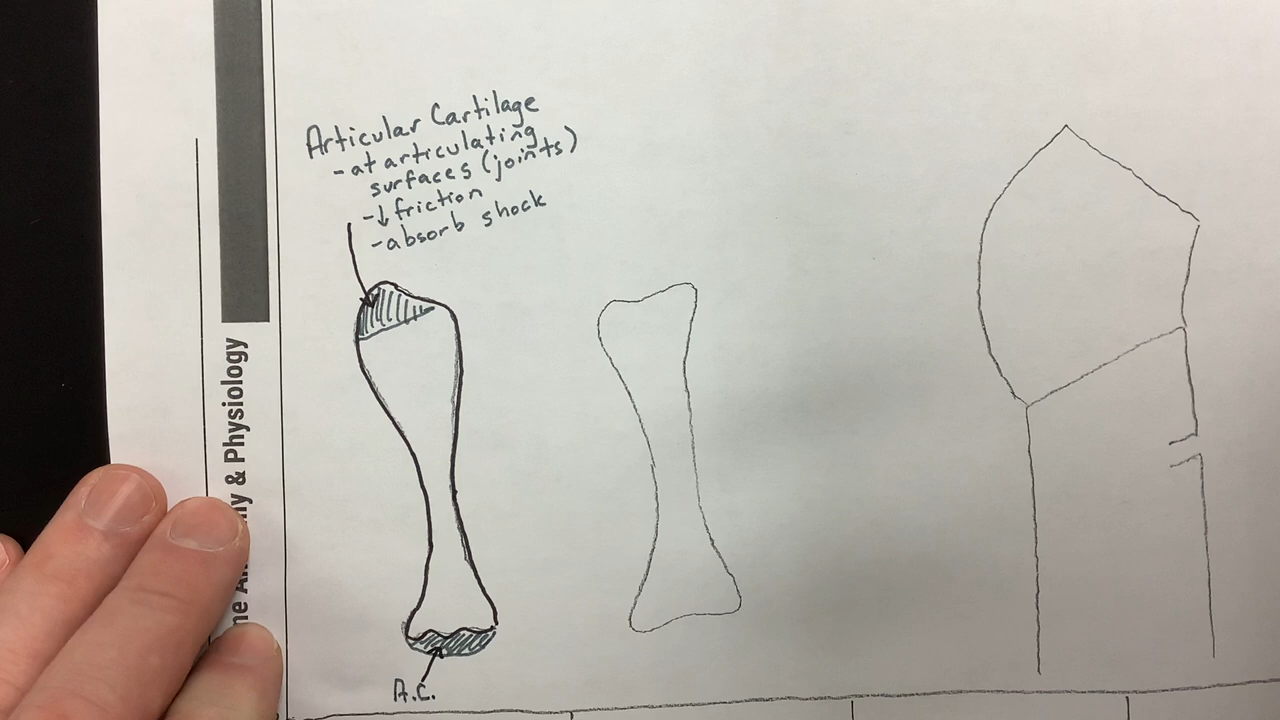 Articular Cartilage
- at articulating
surfaces (joints)
- ↓ friction
- absorb shock
A.C.
& Physiology